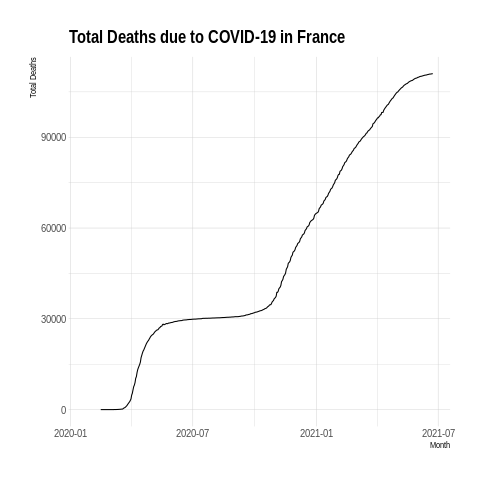 Total Deaths due to COVID-19 in France
Total Deaths
90000
60000
30000
0
2020-01 2020-07 2021-01 2021-07
Month